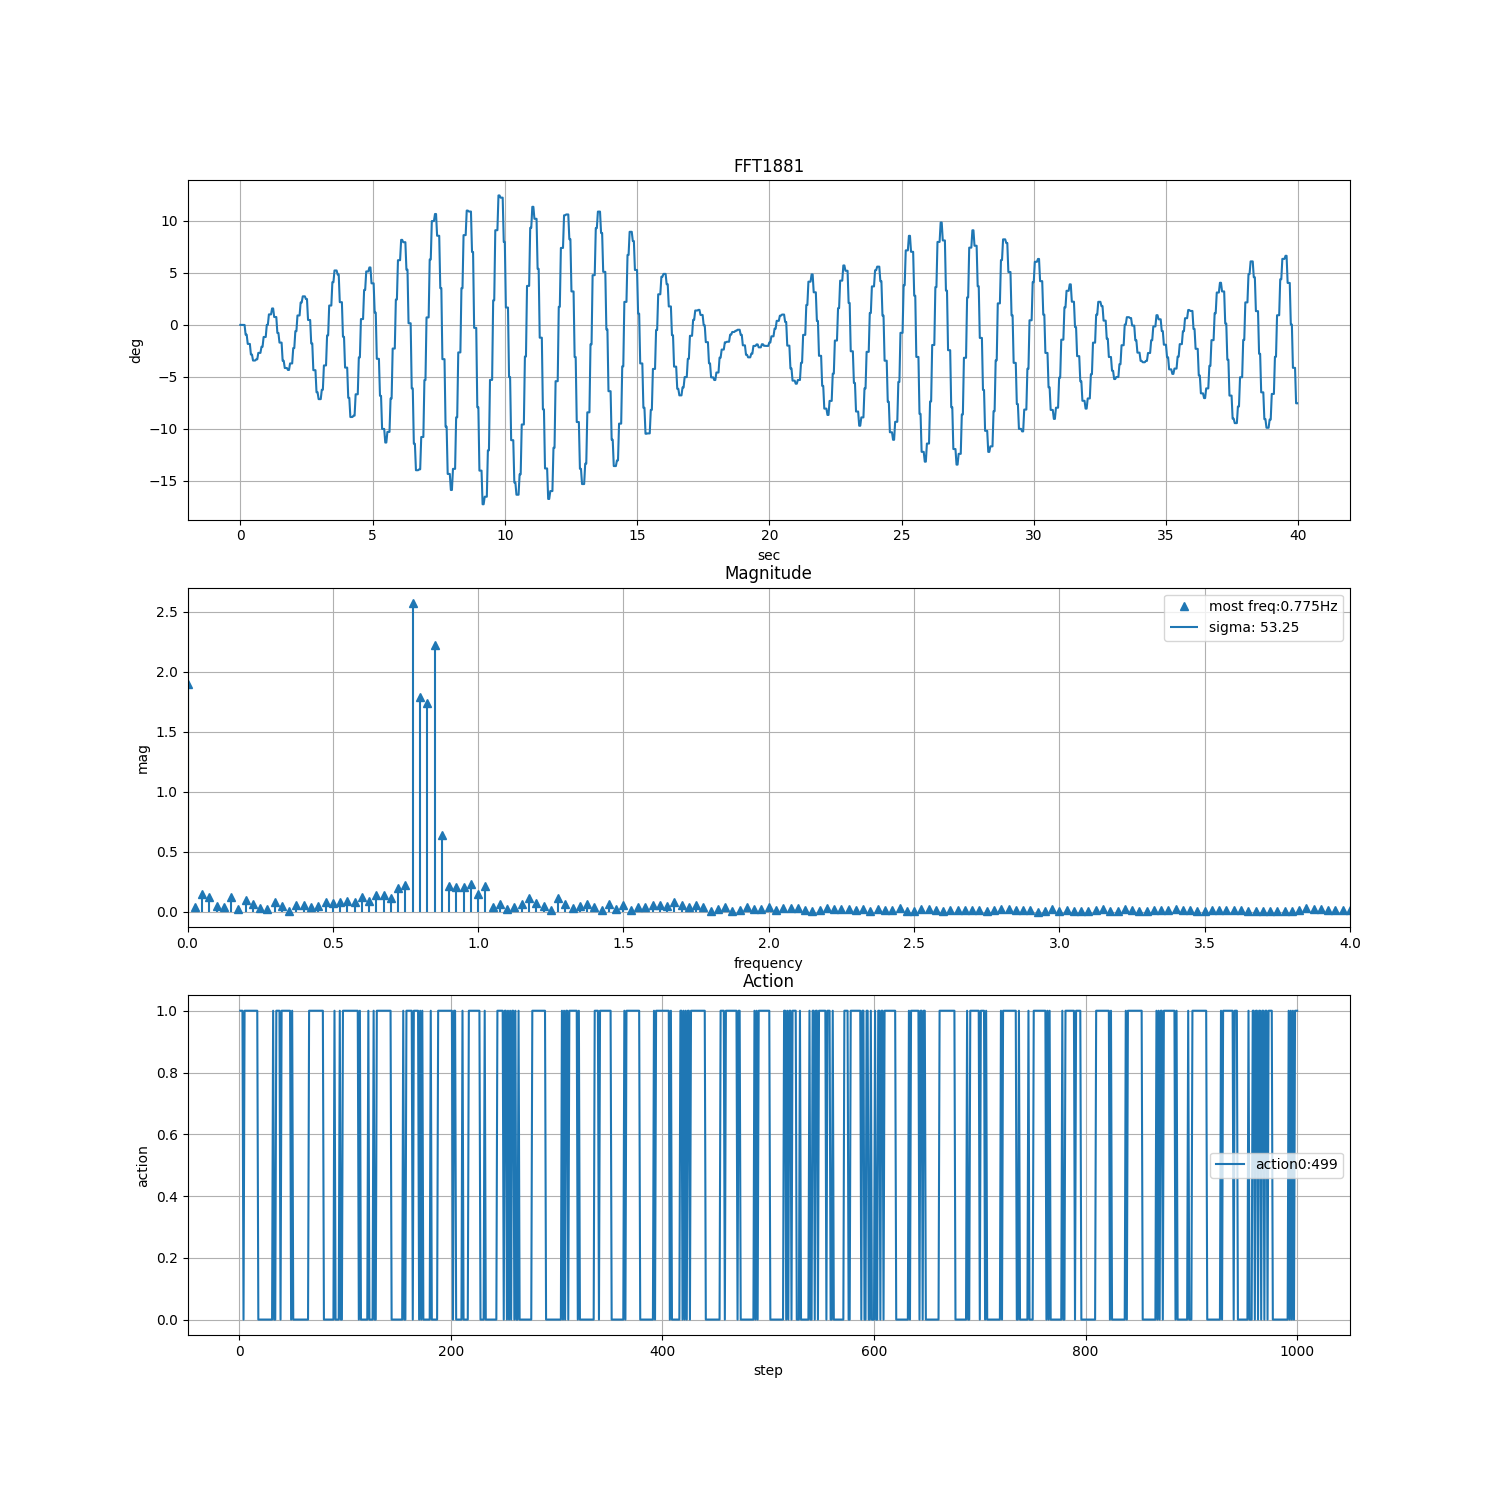 FFT1881
10
5
0
−5
−10
−15
deg
0 5 10 15 20 25 30 35 40
sec
Magnitude
most freq:0.775Hz
sigma: 53.25
2.5
2.0
1.5
1.0
0.5
0.0
mag
0.0 0.5 1.0 1.5 2.0 2.5 3.0 3.5 4.0
frequency
Action
1.0
0.8
0.6
0.4
0.2
0.0
action
action0:499
0 200 400 600 800 1000
step